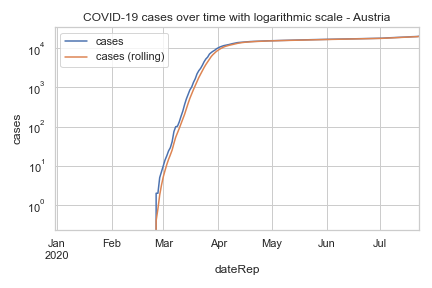 COVID-19 cases over time with logarithmic scale - Austria
cases
cases (rolling)
10⁴
10³
10²
10¹
10⁰
cases
Jan Feb Mar Apr May Jun Jul
2020
dateRep